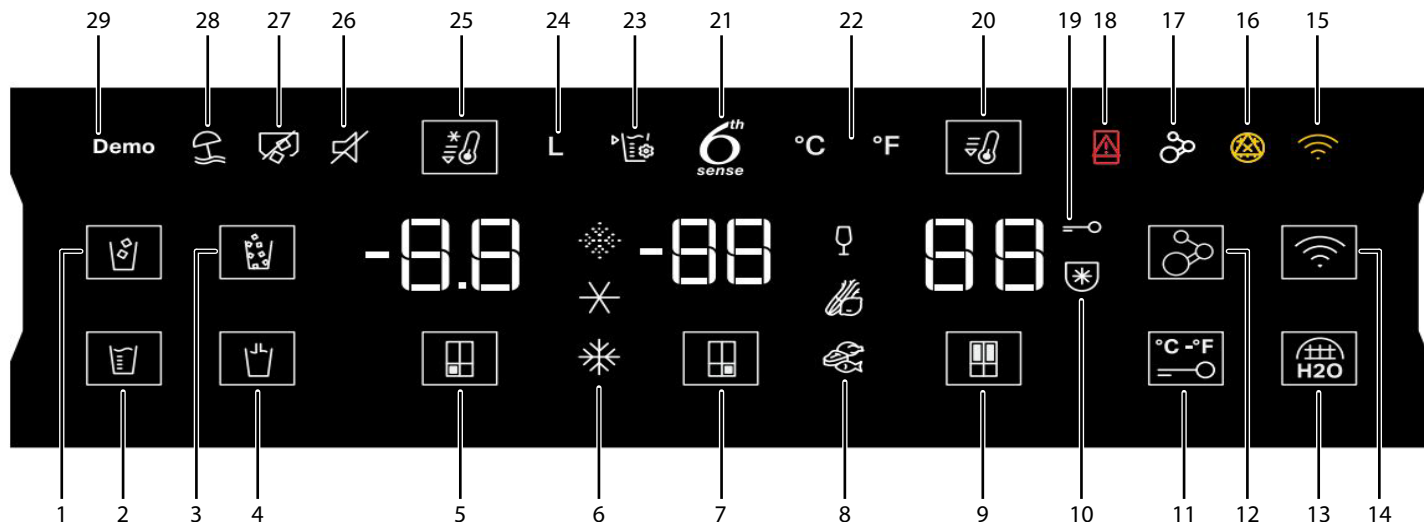 29 28 27 26 25 24 23 21 22 20 19 18 17 16 15
Demo L 6th sense °C °F
-8.8 -88 88
°C -°F
H2O
1 2 3 4 5 6 7 8 9 10 11 12 13 14